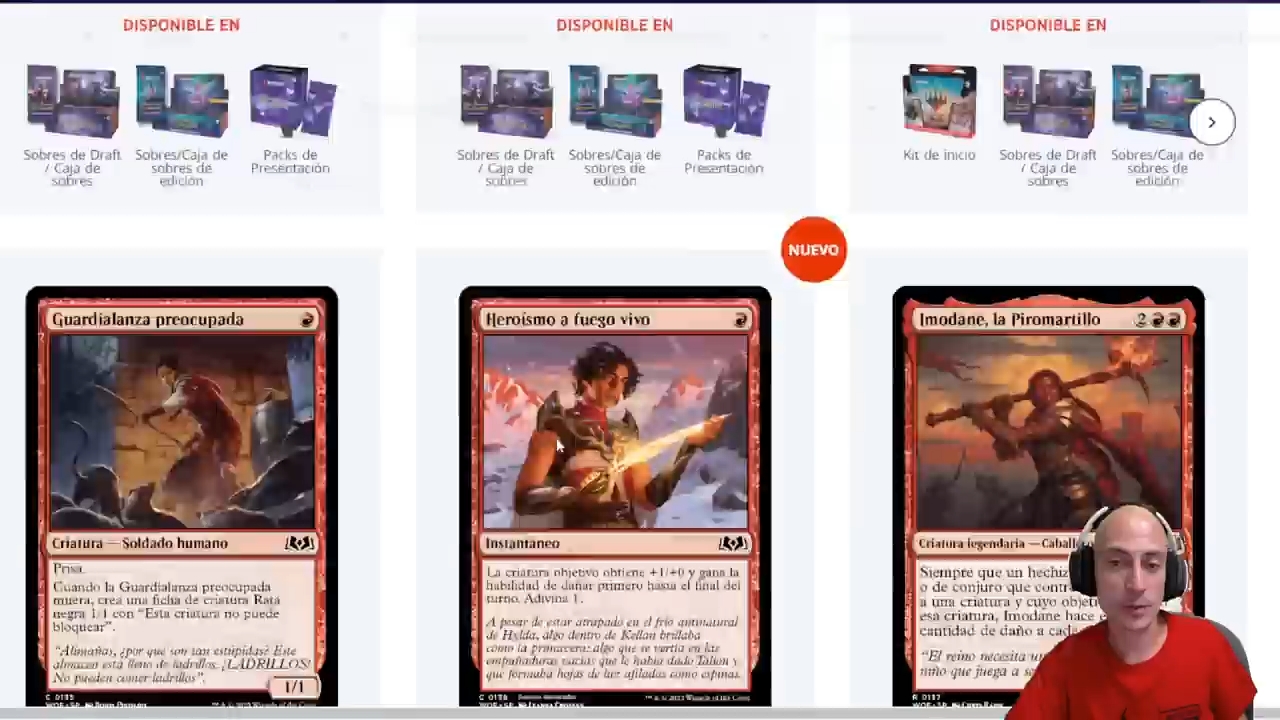 DISPONIBLE EN
DISPONIBLE EN
DISPONIBLE EN
Sobres de Draft
/ Caja de
sobres
Sobres/Caja de
sobres de
edición
Packs de
Presentación
Sobres de Draft
/ Caja de
sobres
Sobres/Caja de
sobres de
edición
Packs de
Presentación
Kit de inicio
Sobres de Draft
/ Caja de
sobres
Sobres/Caja de
sobres de
edición
NUEVO
Guardialanza preocupada
Criatura — Soldado humano
Prisa.
Cuando la Guardialanza preocupada
muera, crea una ficha de criatura Rata
negra 1/1 con "Esta criatura no puede
bloquear".
"Alimañas, ¿por qué son tan estúpidas? Este
almacén está lleno de ladrillos. ¡LADRILLOS!
No pueden comer ladrillos".
1/1
Heroísmo a fuego vivo
Instantáneo
La criatura objetivo obtiene +1/+0 y gana la
habilidad de dañar primero hasta el final del
turno. Adivina 1.
A pesar de estar atrapado en el frío antinatural
de Hylda, algo dentro de Kellan brillaba
como la primavera: algo que se vertía en las
empuñaduras vacías que le había dado Talion y
que formaba hojas de luz afiladas como espinas.
C 0176
Imodane, la Piromartillo
2
Criatura legendaria — Caballe
Siempre que un hechiz
o de conjuro que contr
a una criatura y cuyo objeti
esa criatura, Imodane hace e
cantidad de daño a cada
"El reino necesita un
niño que juega a s
R 0137